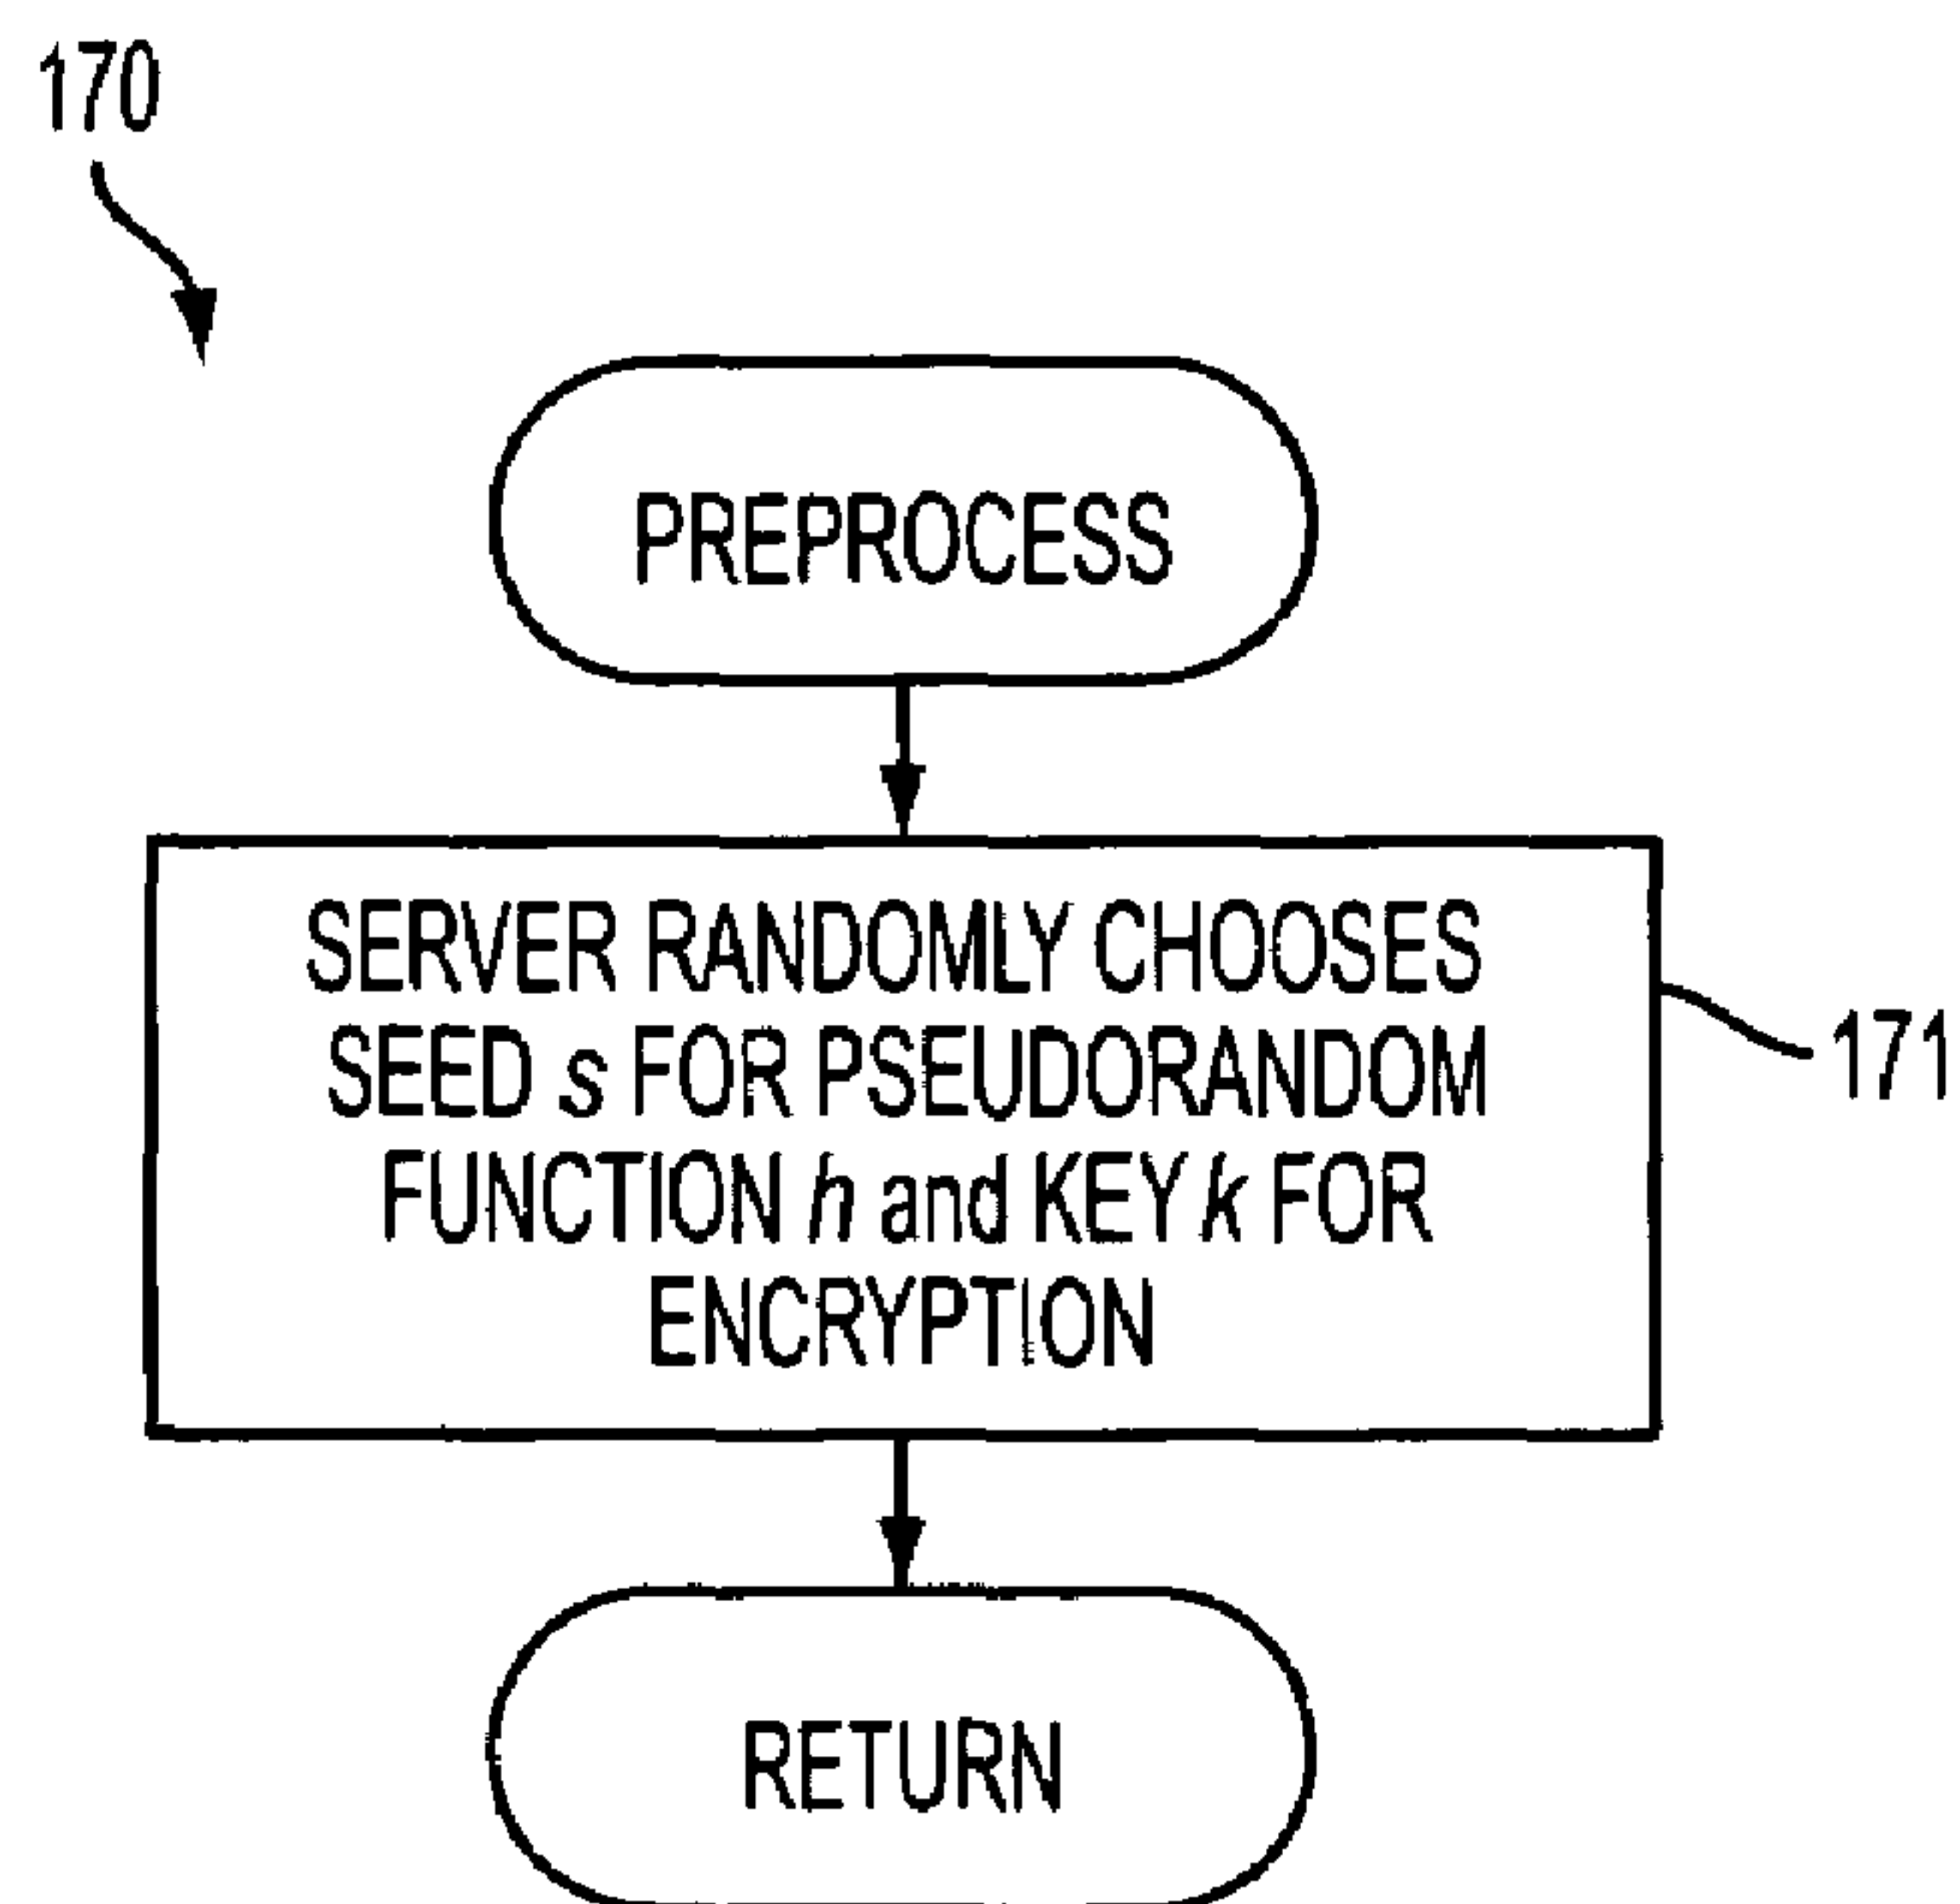 170
PREPROCESS
SERVER RANDOMLY CHOOSES
SEED s FOR PSEUDORANDOM
FUNCTION h and KEY k FOR
ENCRYPTION
171
RETURN